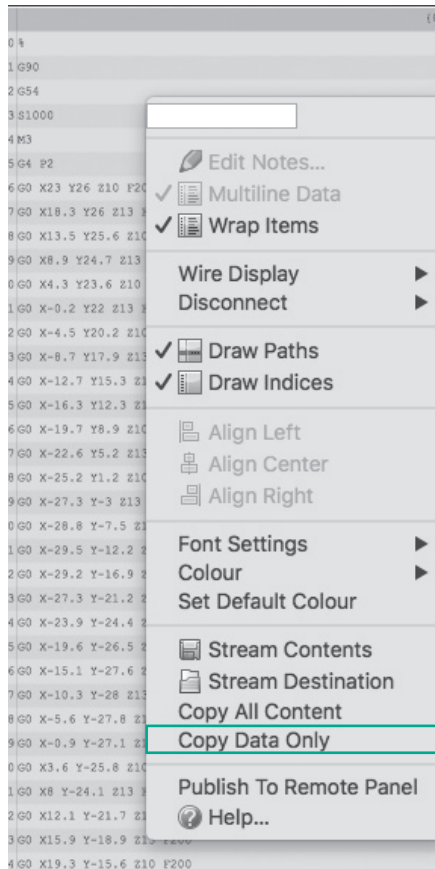 0 %
1 G90
2 G54
3 S1000
4 M3
5 G4 P2
6 G0 X23 Y26 Z10 F20
7 G0 X18.3 Y26 Z13
8 G0 X13.5 Y25.6 Z10
9 G0 X8.9 Y24.7 Z13
0 G0 X4.3 Y23.6 Z10
1 G0 X-0.2 Y22 Z13
2 G0 X-4.5 Y20.2 Z10
3 G0 X-8.7 Y17.9 Z13
4 G0 X-12.7 Y15.3 Z1
5 G0 X-16.3 Y12.3 Z1
6 G0 X-19.7 Y8.9 Z10
7 G0 X-22.6 Y5.2 Z13
8 G0 X-25.2 Y1.2 Z10
9 G0 X-27.3 Y-3 Z13
0 G0 X-28.8 Y-7.5 Z1
1 G0 X-29.5 Y-12.2 Z
2 G0 X-29.2 Y-16.9 Z
3 G0 X-27.3 Y-21.2 Z
4 G0 X-23.9 Y-24.4 Z
5 G0 X-19.6 Y-26.5 Z
6 G0 X-15.1 Y-27.6 Z
7 G0 X-10.3 Y-28 Z13
8 G0 X-5.6 Y-27.8 Z1
9 G0 X-0.9 Y-27.1 Z1
0 G0 X3.6 Y-25.8 Z10
1 G0 X8 Y-24.1 Z13
2 G0 X12.1 Y-21.7 Z1
3 G0 X15.9 Y-18.9 Z13 F200
4 G0 X19.3 Y-15.6 Z10 F200
Edit Notes...
Multiline Data
Wrap Items
Wire Display
Disconnect
Draw Paths
Draw Indices
Align Left
Align Center
Align Right
Font Settings
Colour
Set Default Colour
Stream Contents
Stream Destination
Copy All Content
Copy Data Only
Publish To Remote Panel
Help...